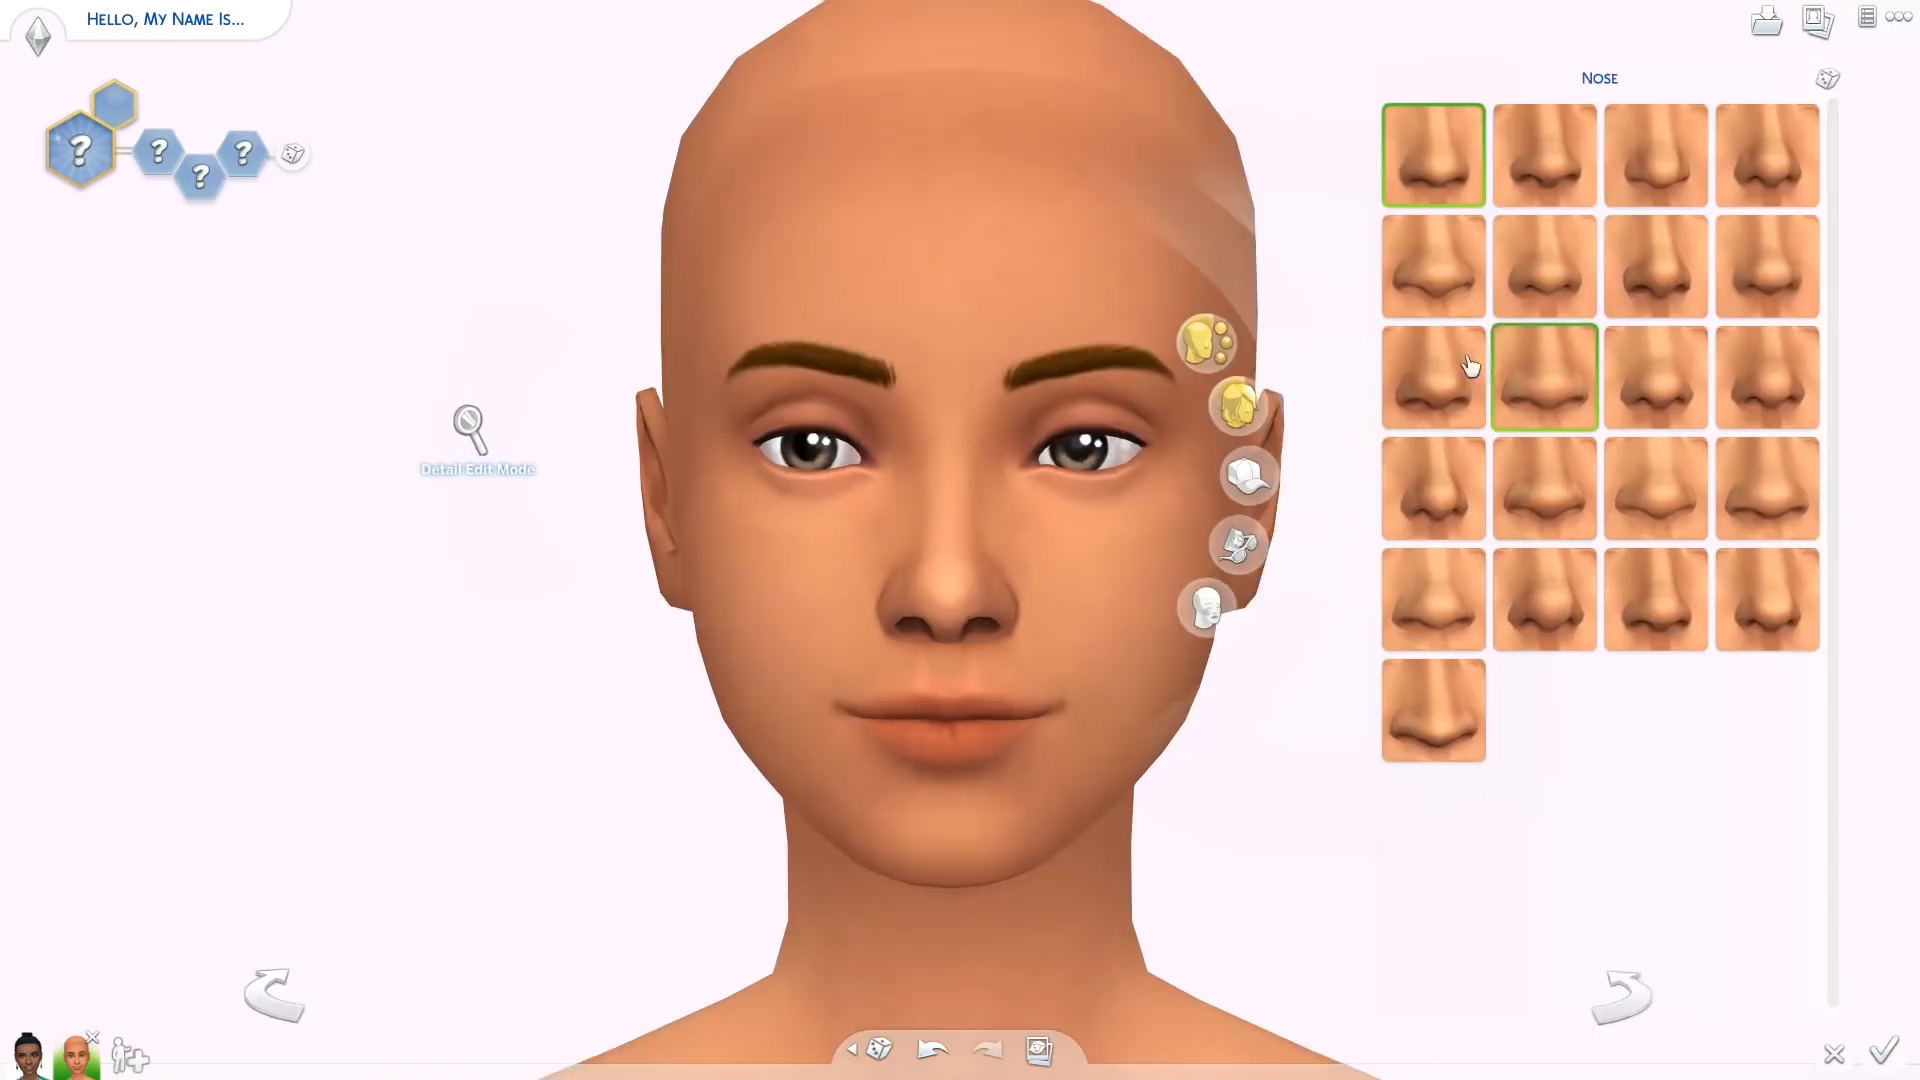 Hello, My Name Is...
Nose
?
? ? ?
Detail Edit Mode